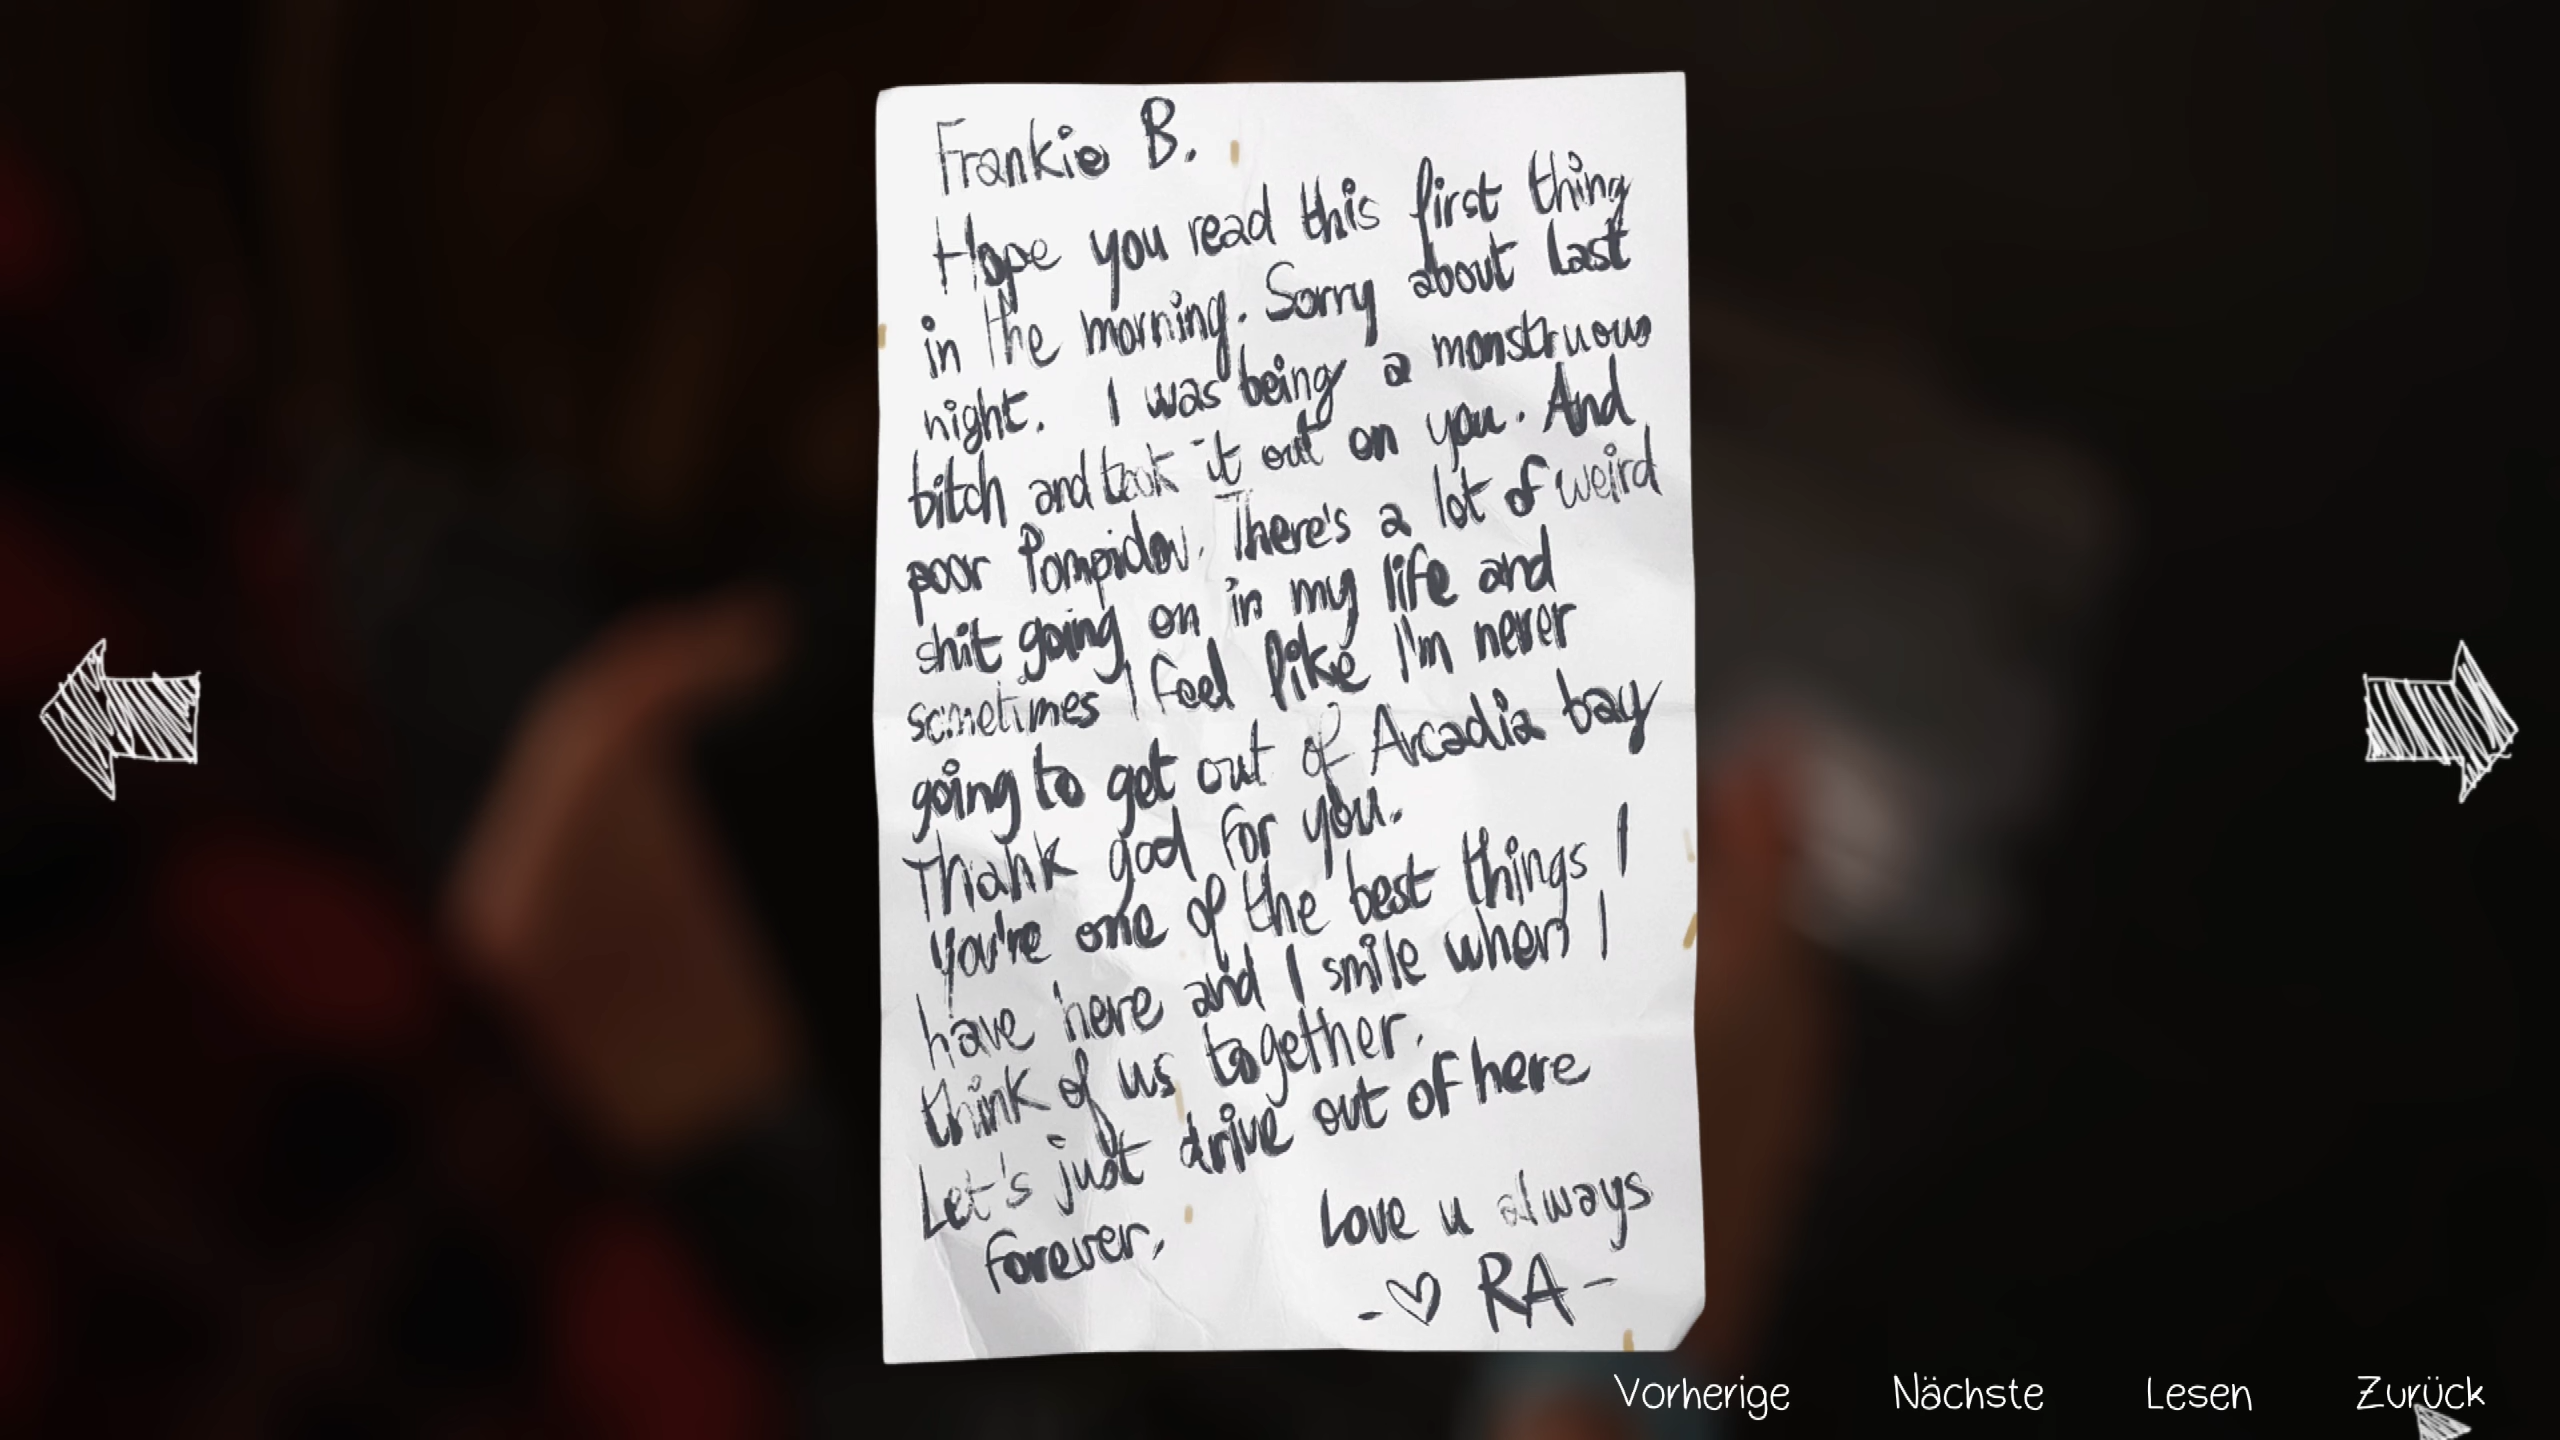 Frankie B.
Hope you read this first thing
in the morning. Sorry about last
night. I was being a monstruous
bitch and took it out on you. And
poor Pompidou. There's a lot of weird
shit going on in my life and
sometimes I feel like I'm never
going to get out of Arcadia bay
Thank god for you.
You're one of the best things I
have here and I smile when I
think of us together.
Let's just drive out of here
forever.
Love u always
-♡ RA-
Vorherige Nächste Lesen Zurück